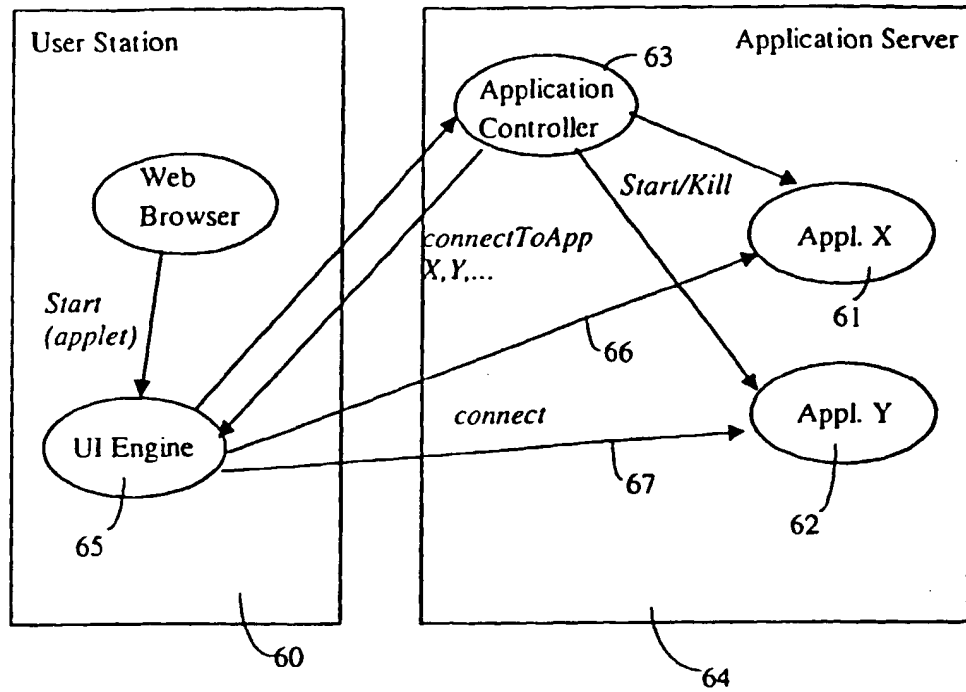 User Station
Application Server
63
Application
Controller
Web
Browser
Start/Kill
connectToApp
X,Y,...
Appl. X
61
Start
(applet)
66
connect
Appl. Y
UI Engine
67
62
65
60
64